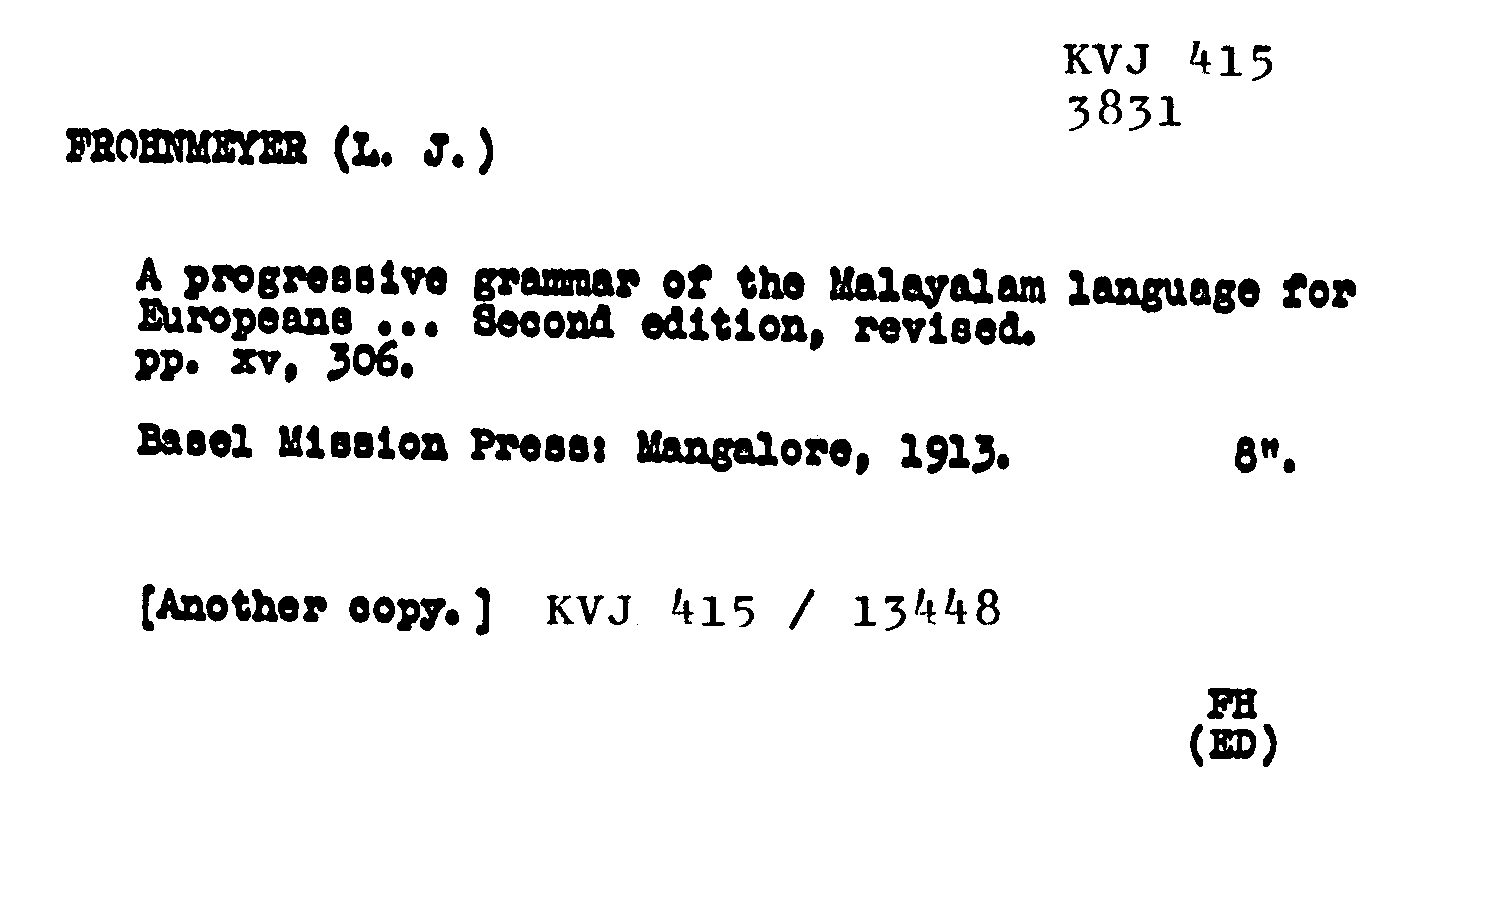 KVJ 415
3831
FROHNMEYER (L. J.)
A progressive grammar of the Malayalam language for
Europeans ... Second edition, revised.
pp. xv, 306.
Basel Mission Press: Mangalore, 1913. 8".
[Another copy.] KVJ 415 / 13448
FH
(ED)